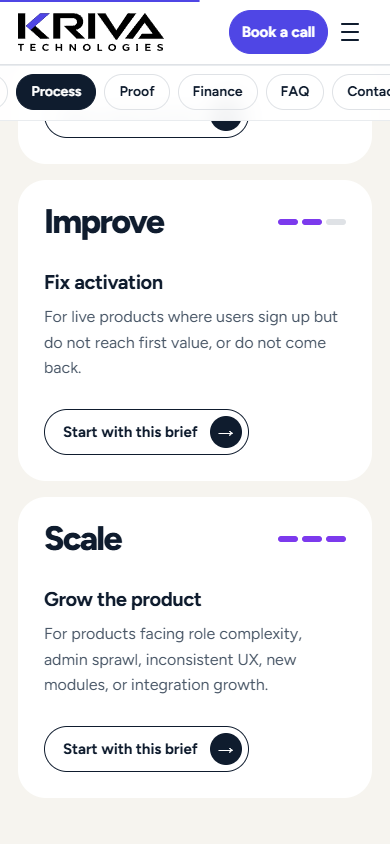 KRIVA
TECHNOLOGIES
Book a call
Process
Proof
Finance
FAQ
Improve
Fix activation
For live products where users sign up but
do not reach first value, or do not come
back.
Start with this brief →
Scale
Grow the product
For products facing role complexity,
admin sprawl, inconsistent UX, new
modules, or integration growth.
Start with this brief →